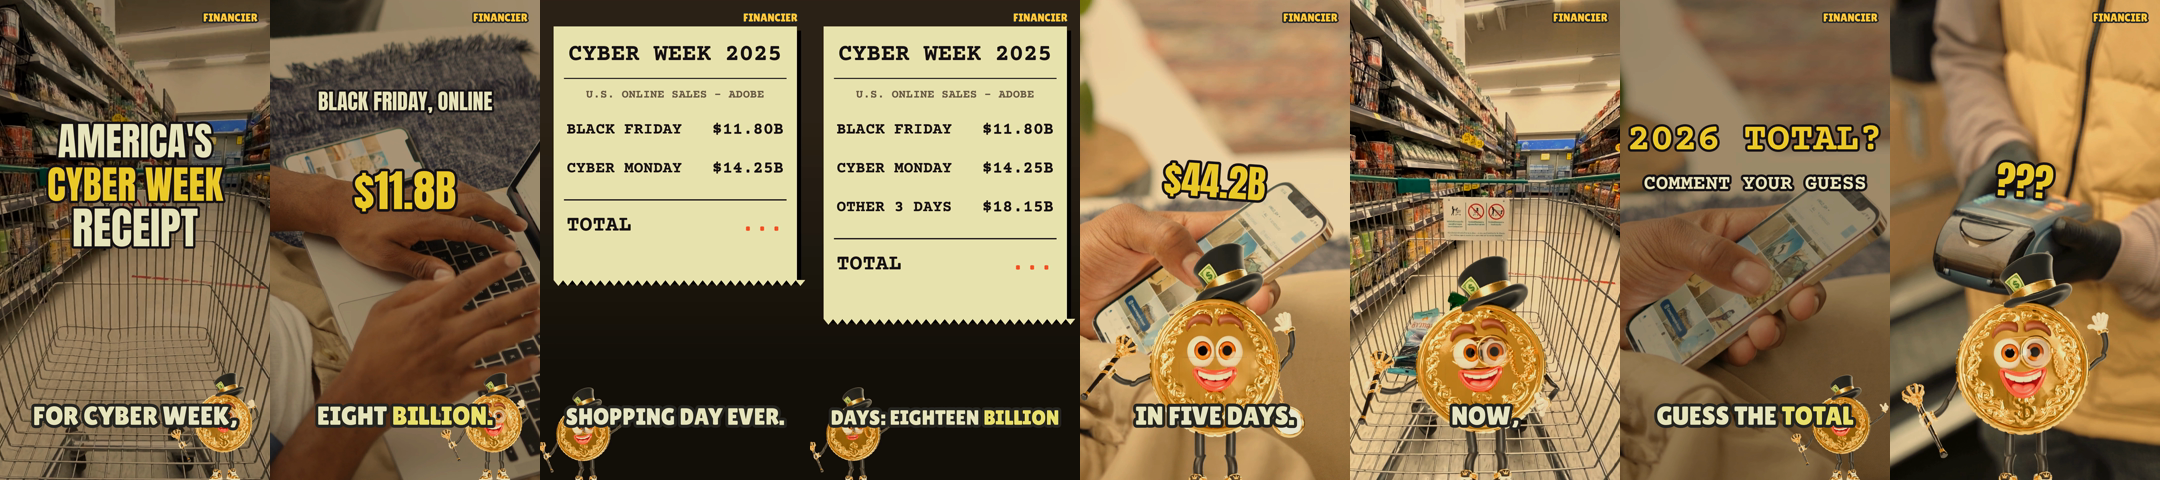 FINANCIER
AMERICA'S
CYBER WEEK
RECEIPT
FOR CYBER WEEK,
FINANCIER
BLACK FRIDAY, ONLINE
$11.8B
EIGHT BILLION.
FINANCIER
CYBER WEEK 2025
U.S. ONLINE SALES - ADOBE
BLACK FRIDAY $11.80B
CYBER MONDAY $14.25B
TOTAL ...
SHOPPING DAY EVER.
FINANCIER
CYBER WEEK 2025
U.S. ONLINE SALES - ADOBE
BLACK FRIDAY $11.80B
CYBER MONDAY $14.25B
OTHER 3 DAYS $18.15B
TOTAL ...
DAYS: EIGHTEEN BILLION
FINANCIER
$44.2B
IN FIVE DAYS.
FINANCIER
NOW,
FINANCIER
2026 TOTAL?
COMMENT YOUR GUESS
GUESS THE TOTAL
FINANCIER
???